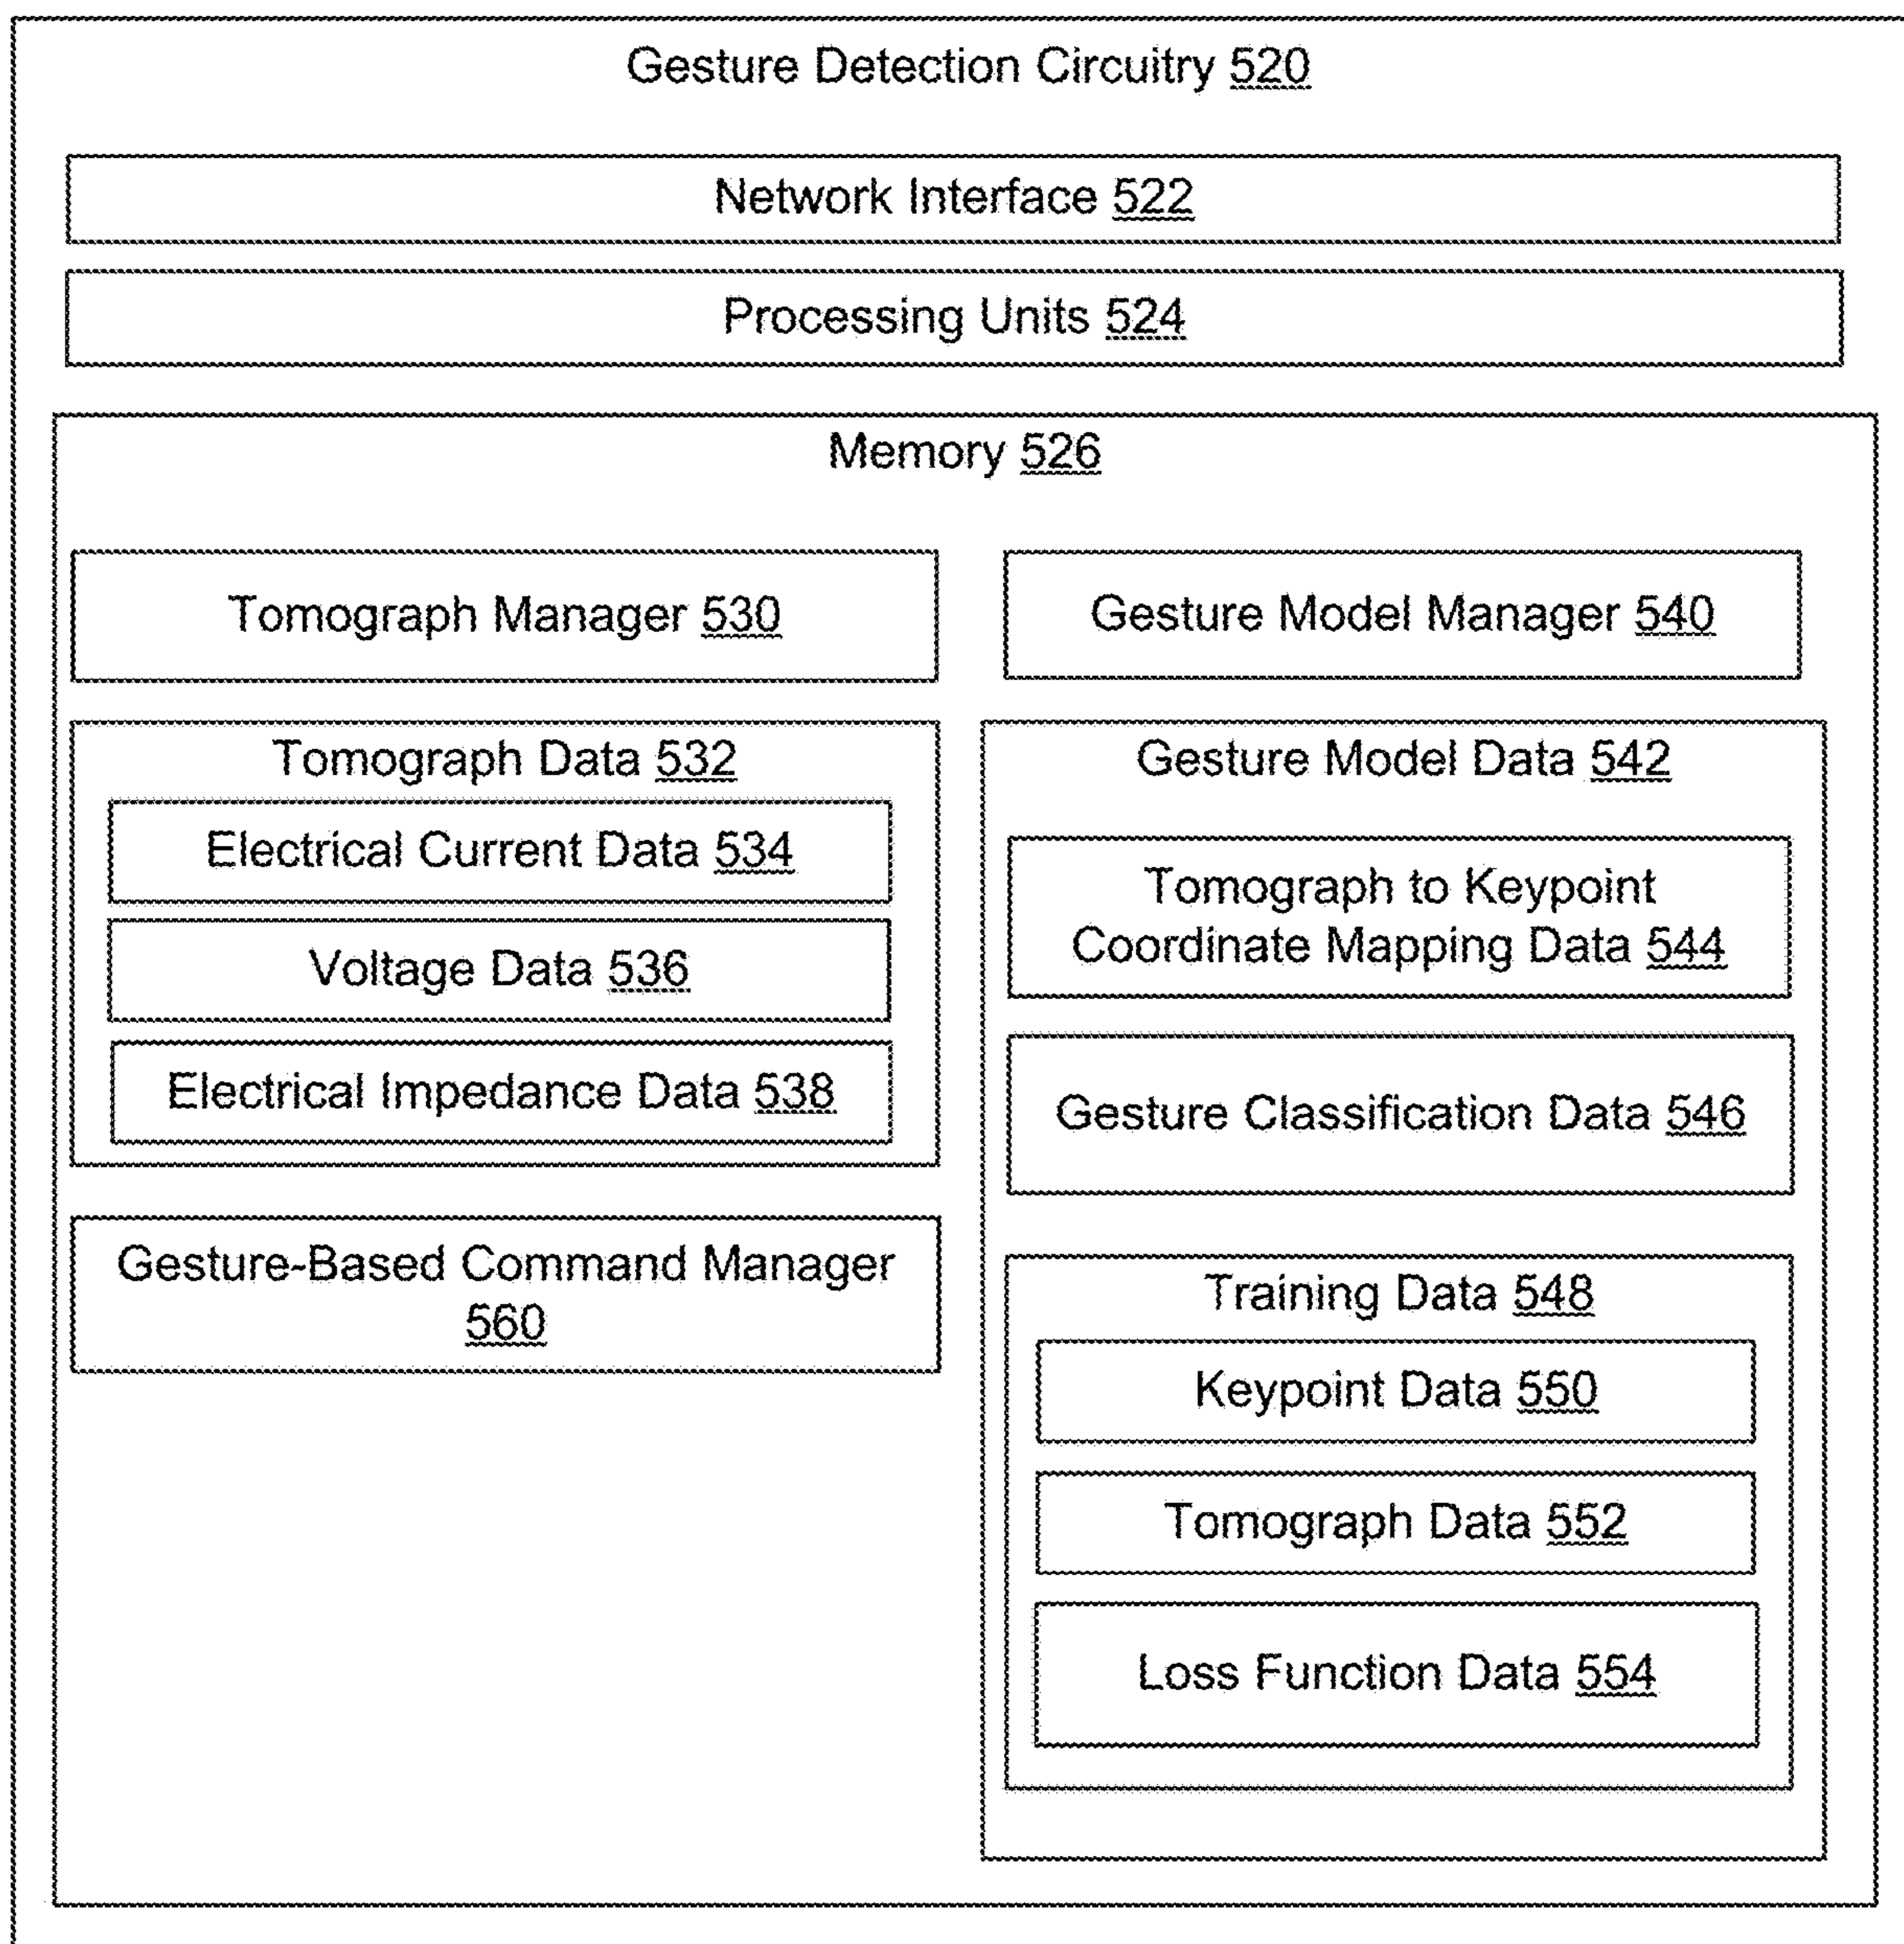 Gesture Detection Circuitry 520
Network Interface 522
Processing Units 524
Memory 526
Tomograph Manager 530
Tomograph Data 532
Electrical Current Data 534
Voltage Data 536
Electrical Impedance Data 538
Gesture-Based Command Manager
560
Gesture Model Manager 540
Gesture Model Data 542
Tomograph to Keypoint
Coordinate Mapping Data 544
Gesture Classification Data 546
Training Data 548
Keypoint Data 550
Tomograph Data 552
Loss Function Data 554